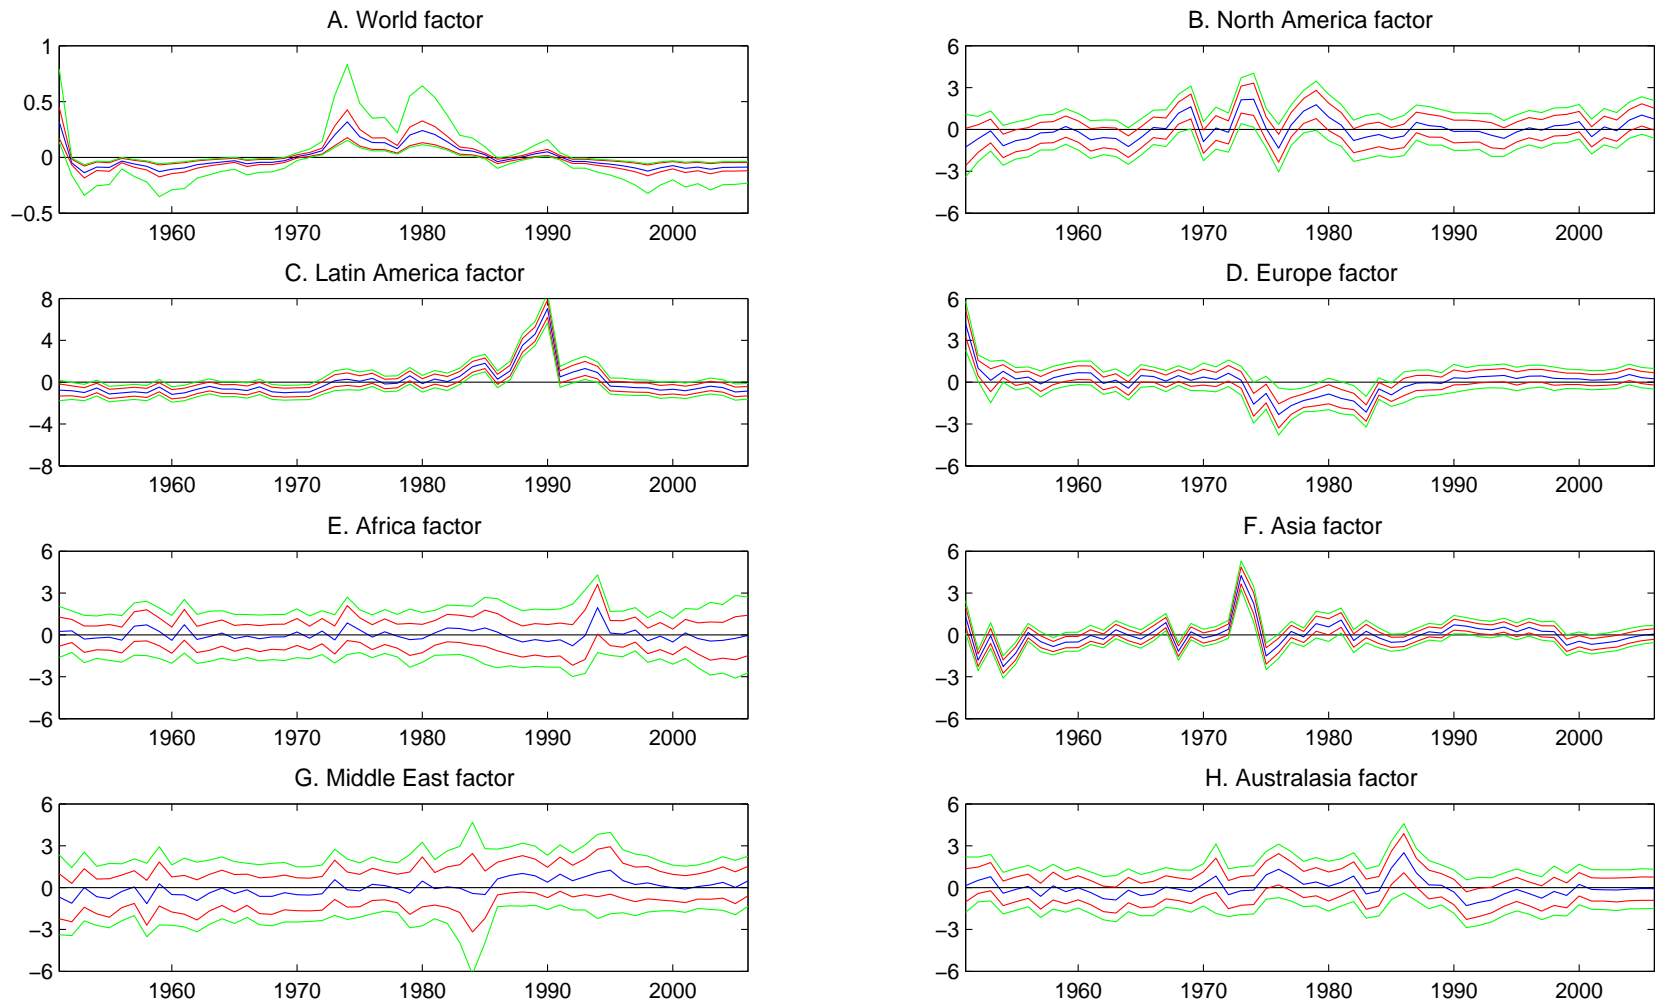 A. World factor
1
0.5
0
−0.5
1960 1970 1980 1990 2000
B. North America factor
6
3
0
−3
−6
1960 1970 1980 1990 2000
C. Latin America factor
8
4
0
−4
−8
1960 1970 1980 1990 2000
D. Europe factor
6
3
0
−3
−6
1960 1970 1980 1990 2000
E. Africa factor
6
3
0
−3
−6
1960 1970 1980 1990 2000
F. Asia factor
6
3
0
−3
−6
1960 1970 1980 1990 2000
G. Middle East factor
6
3
0
−3
−6
1960 1970 1980 1990 2000
H. Australasia factor
6
3
0
−3
−6
1960 1970 1980 1990 2000